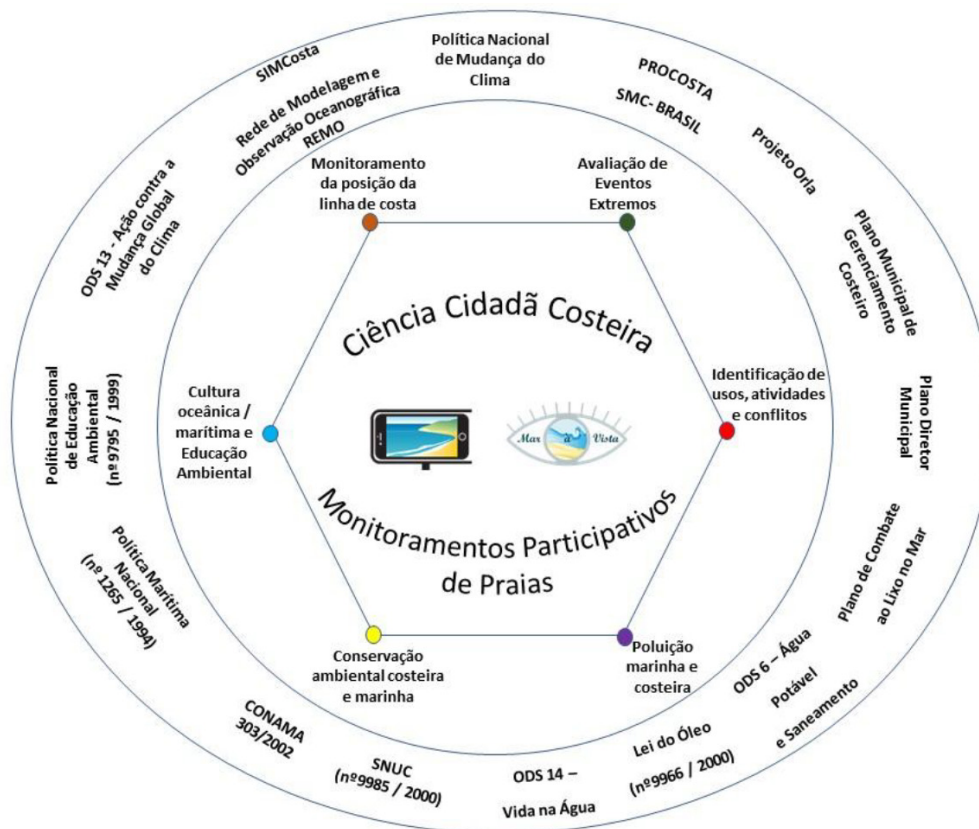 Política Nacional
de Mudança do
Clima
PROCOSTA
SMC- BRASIL
Projeto Orla
Plano Municipal de
Gerenciamento
Costeiro
Plano Diretor
Municipal
Plano de Combate
ao Lixo no Mar
ODS 6 – Água
Potável
e Saneamento
Lei do Óleo
(nº9966 / 2000)
ODS 14 –
Vida na Água
SNUC
(nº9985 / 2000)
CONAMA
303/2002
Política Marítima
Nacional
(nº 1265 / 1994)
Política Nacional
de Educação
Ambiental
(nº9795 / 1999)
ODS 13 - Ação contra a
Mudança Global
do Clima
SIMCosta
Rede de Modelagem e
Observação Oceanográfica
REMO
Monitoramento
da posição da
linha de costa
Avaliação de
Eventos
Extremos
Identificação de
usos, atividades
e conflitos
Poluição
marinha e
costeira
Conservação
ambiental costeira
e marinha
Cultura
oceânica /
marítima e
Educação
Ambiental
Ciência Cidadã Costeira
Mar à Vista
Monitoramentos Participativos
de Praias